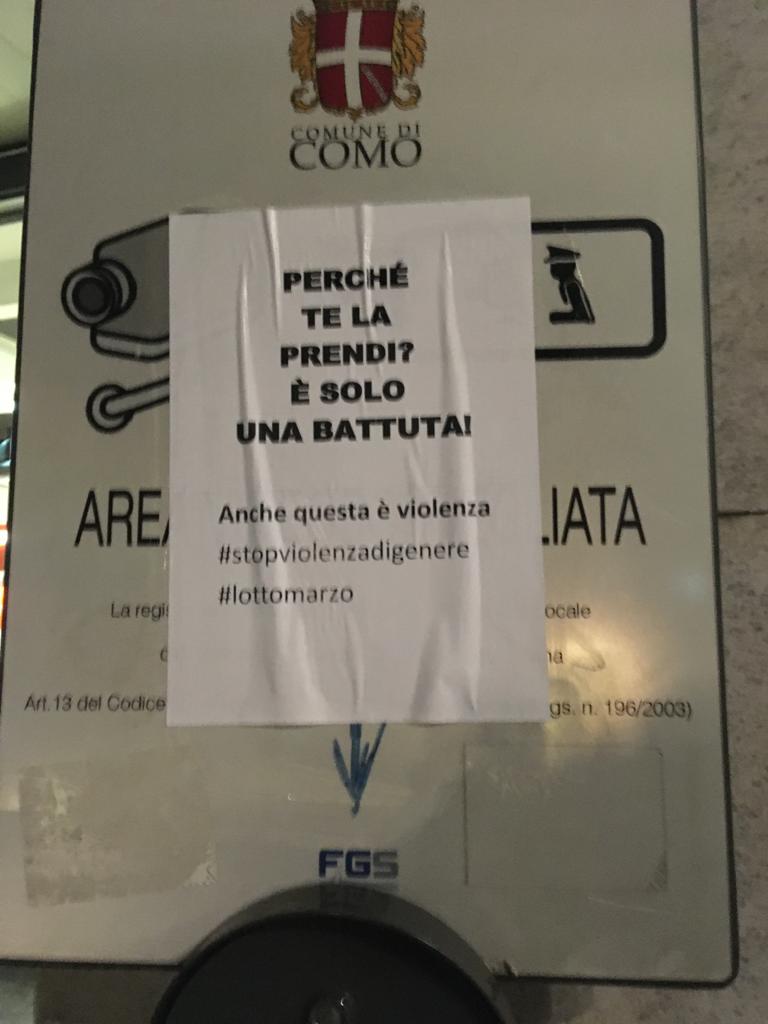 COMUNE DI
COMO
PERCHÉ
TE LA
PRENDI?
È SOLO
UNA BATTUTA!
Anche questa è violenza
#stopviolenzadigenere
#lottomarzo
AREA LIATA
La regi ocale
Art.13 del Codice gs. n. 196/2003)
FGS